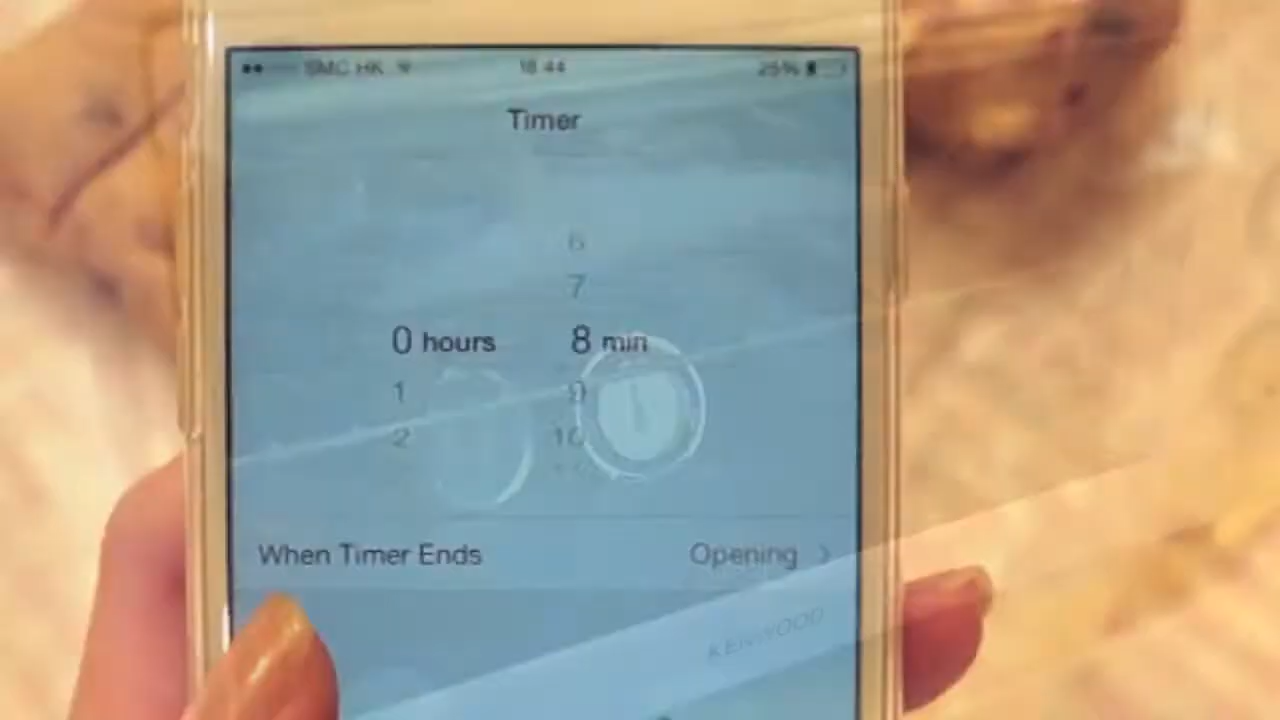 SMC HK 18:44 25%
Timer
6
7
0 hours 8 min
1 9
2 10
When Timer Ends Opening
KENWOOD